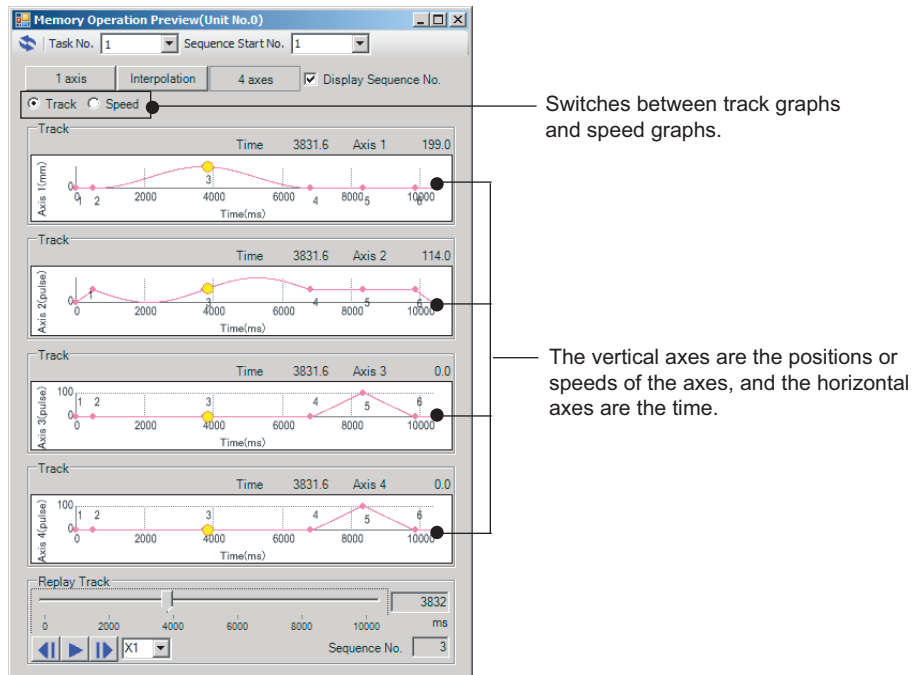 Memory Operation Preview(Unit No.0)
Task No. 1 Sequence Start No. 1
1 axis Interpolation 4 axes Display Sequence No.
Track Speed
Switches between track graphs
and speed graphs.
Track
Time 3831.6 Axis 1 199.0
Axis 1(mm)
0
3
1 2 4 5 6
0 2000 4000 6000 8000 10000
Time(ms)
Track
Time 3831.6 Axis 2 114.0
Axis 2(pulse)
0
1 3 4 5 6
0 2000 4000 6000 8000 10000
Time(ms)
The vertical axes are the positions or
speeds of the axes, and the horizontal
axes are the time.
Track
Time 3831.6 Axis 3 0.0
Axis 3(pulse)
100
1 2 3 4 5 6
0
0 2000 4000 6000 8000 10000
Time(ms)
Track
Time 3831.6 Axis 4 0.0
Axis 4(pulse)
100
1 2 3 4 5 6
0
0 2000 4000 6000 8000 10000
Time(ms)
Replay Track
3832
0 2000 4000 6000 8000 10000 ms
X1 Sequence No. 3